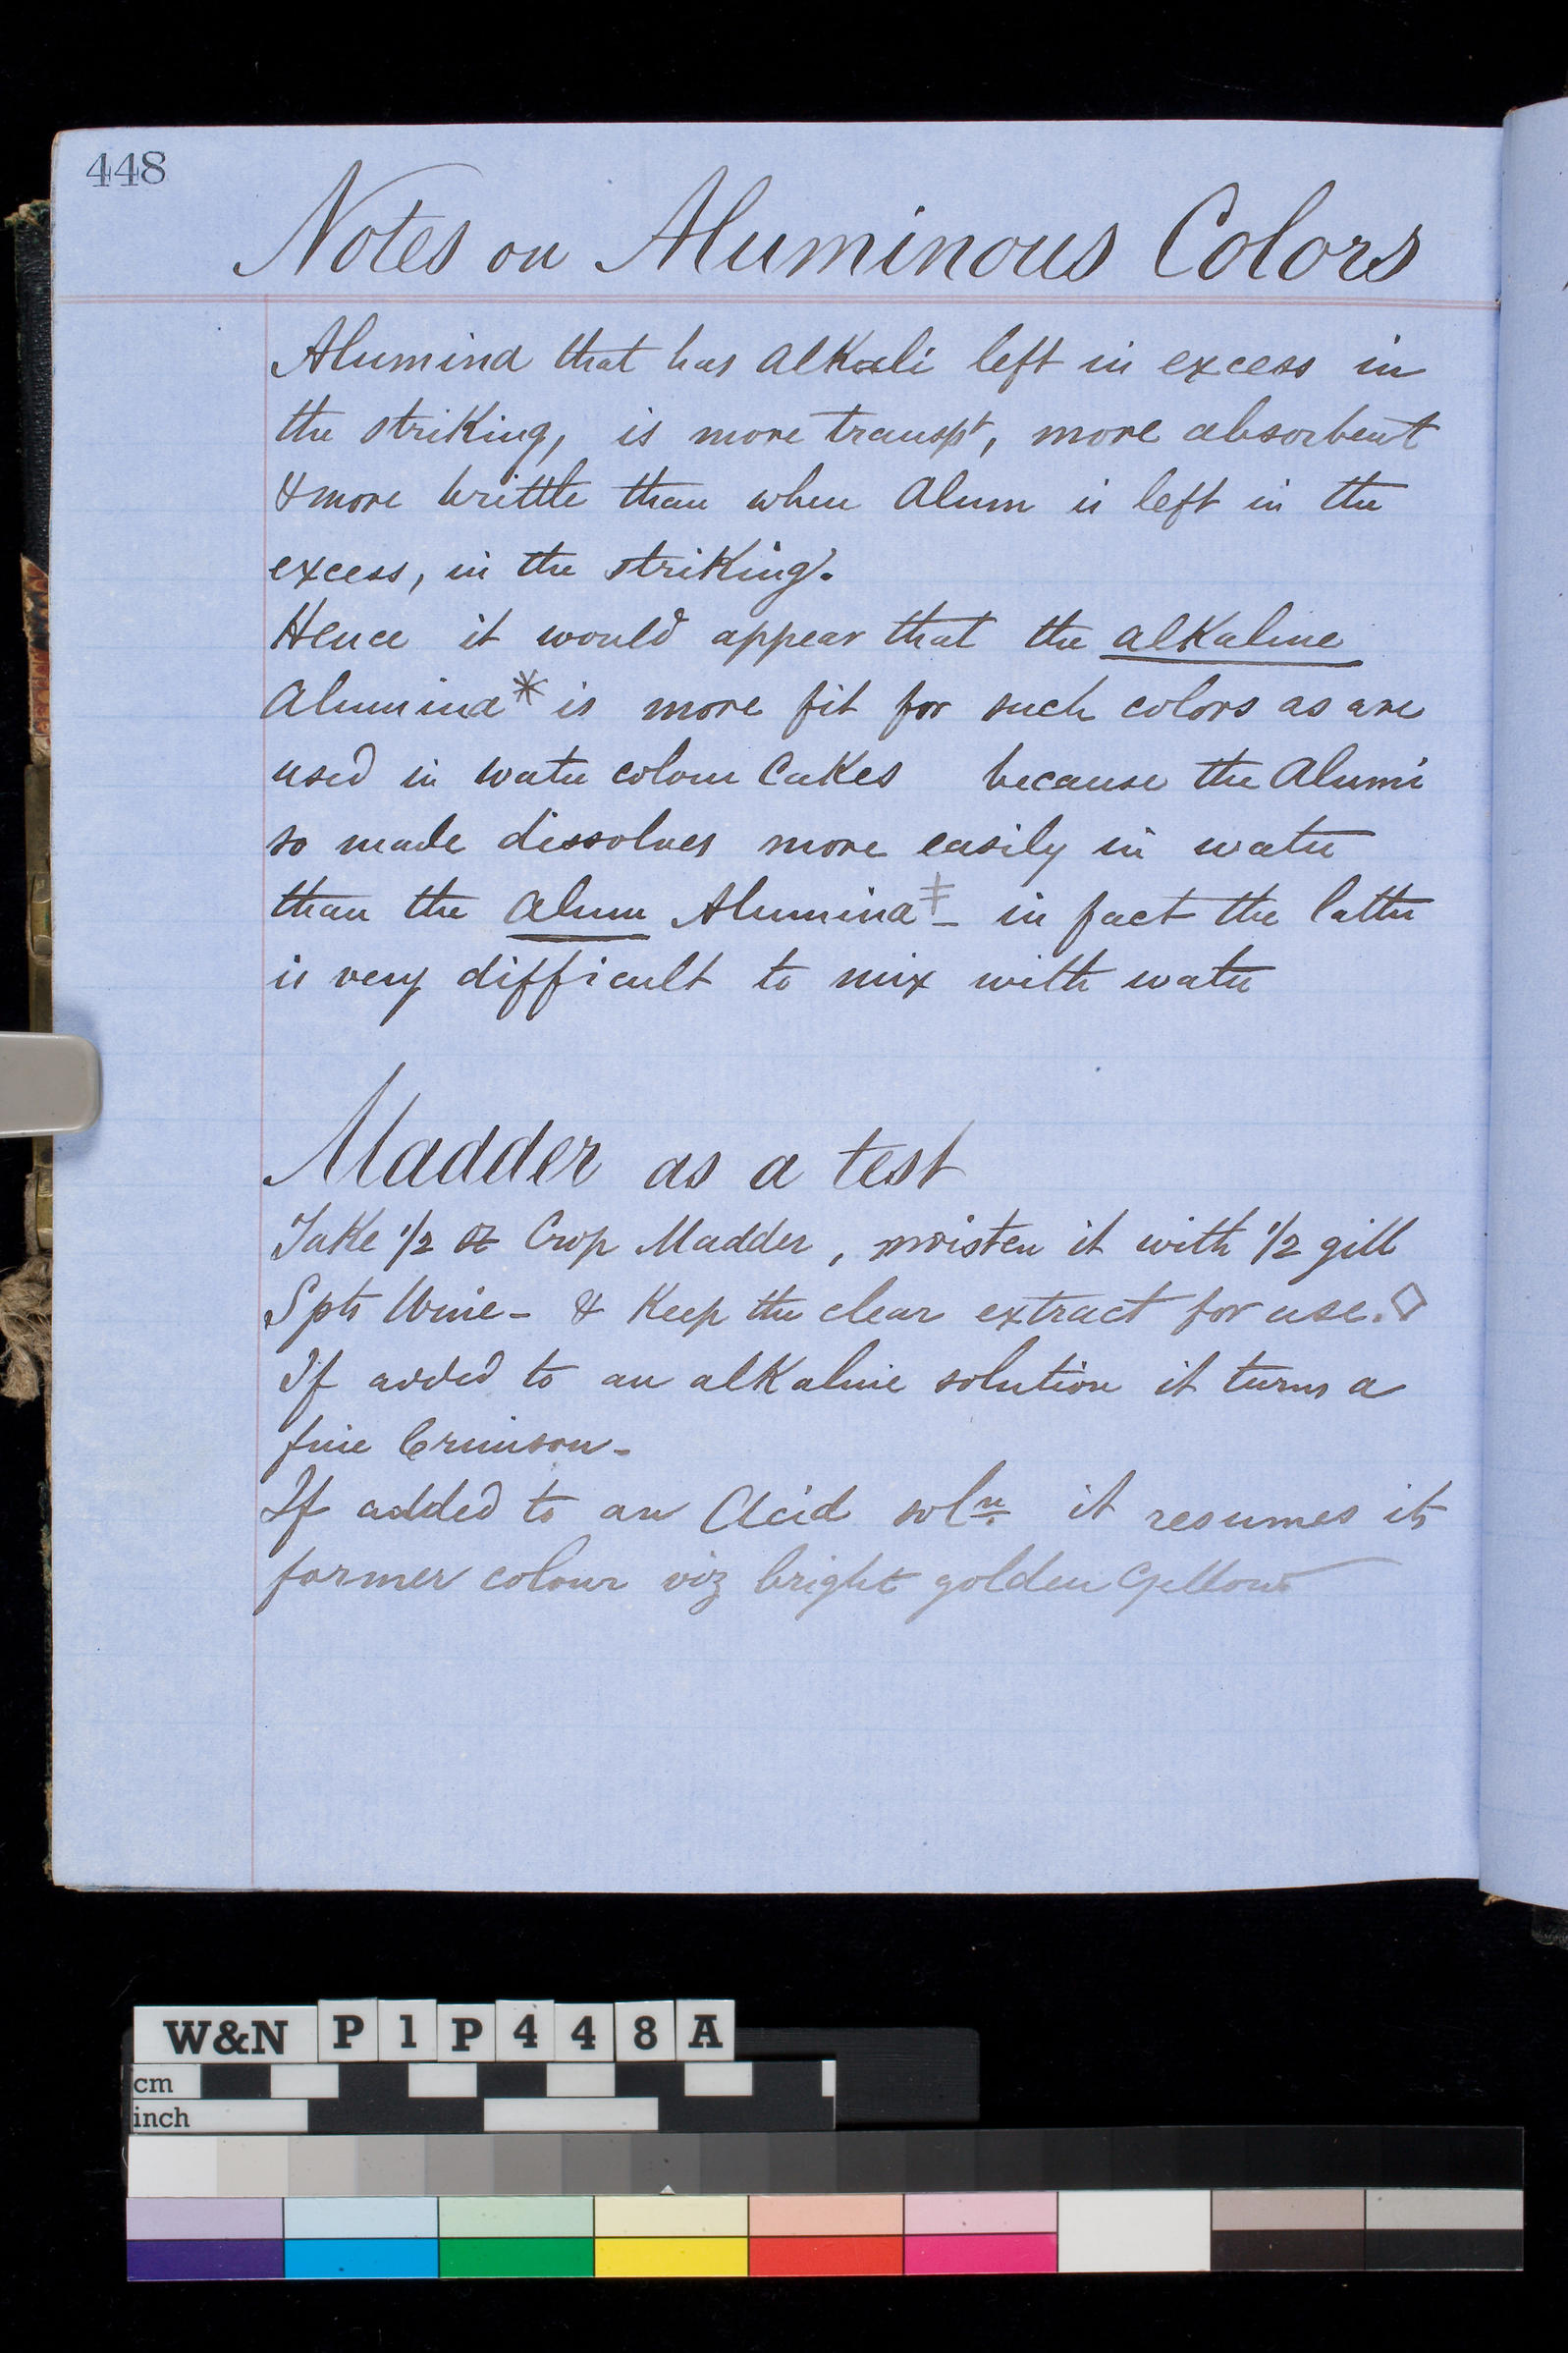 448
Notes on Aluminous Colors
Alumina that has alkali left in excess in
the striking, is more transpt, more absorbent
& more brittle than when Alum is left in the
excess, in the striking.
Hence it would appear that the alkaline
Alumina* is more fit for such colors as are
used in water colour Cakes because the Alumi
so made dissolves more easily in water
than the Alum Alumina‡ - in fact the latter
is very difficult to mix with water
Madder as a test
Take 1/2 oz Crop Madder, moisten it with 1/2 gill
Spts Wine - & Keep the clear extract for use. ◇
If added to an alkaline solution it turns a
fine Crimson -
If added to an Acid soln. it resumes its
former colour viz bright golden Yellow
W&N P1P448A
cm
inch